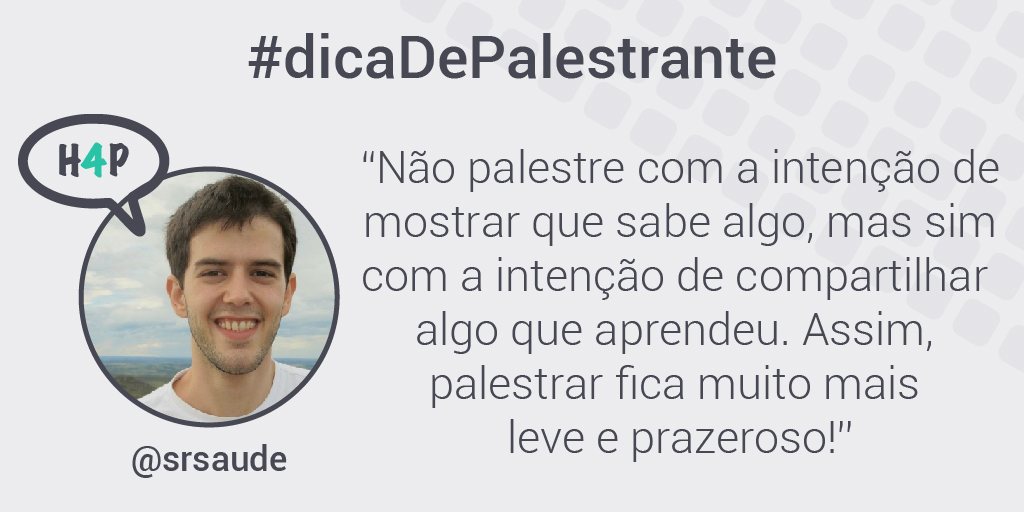 #dicaDePalestrante
H4P
“Não palestre com a intenção de
mostrar que sabe algo, mas sim
com a intenção de compartilhar
algo que aprendeu. Assim,
palestrar fica muito mais
leve e prazeroso!”
@srsaude